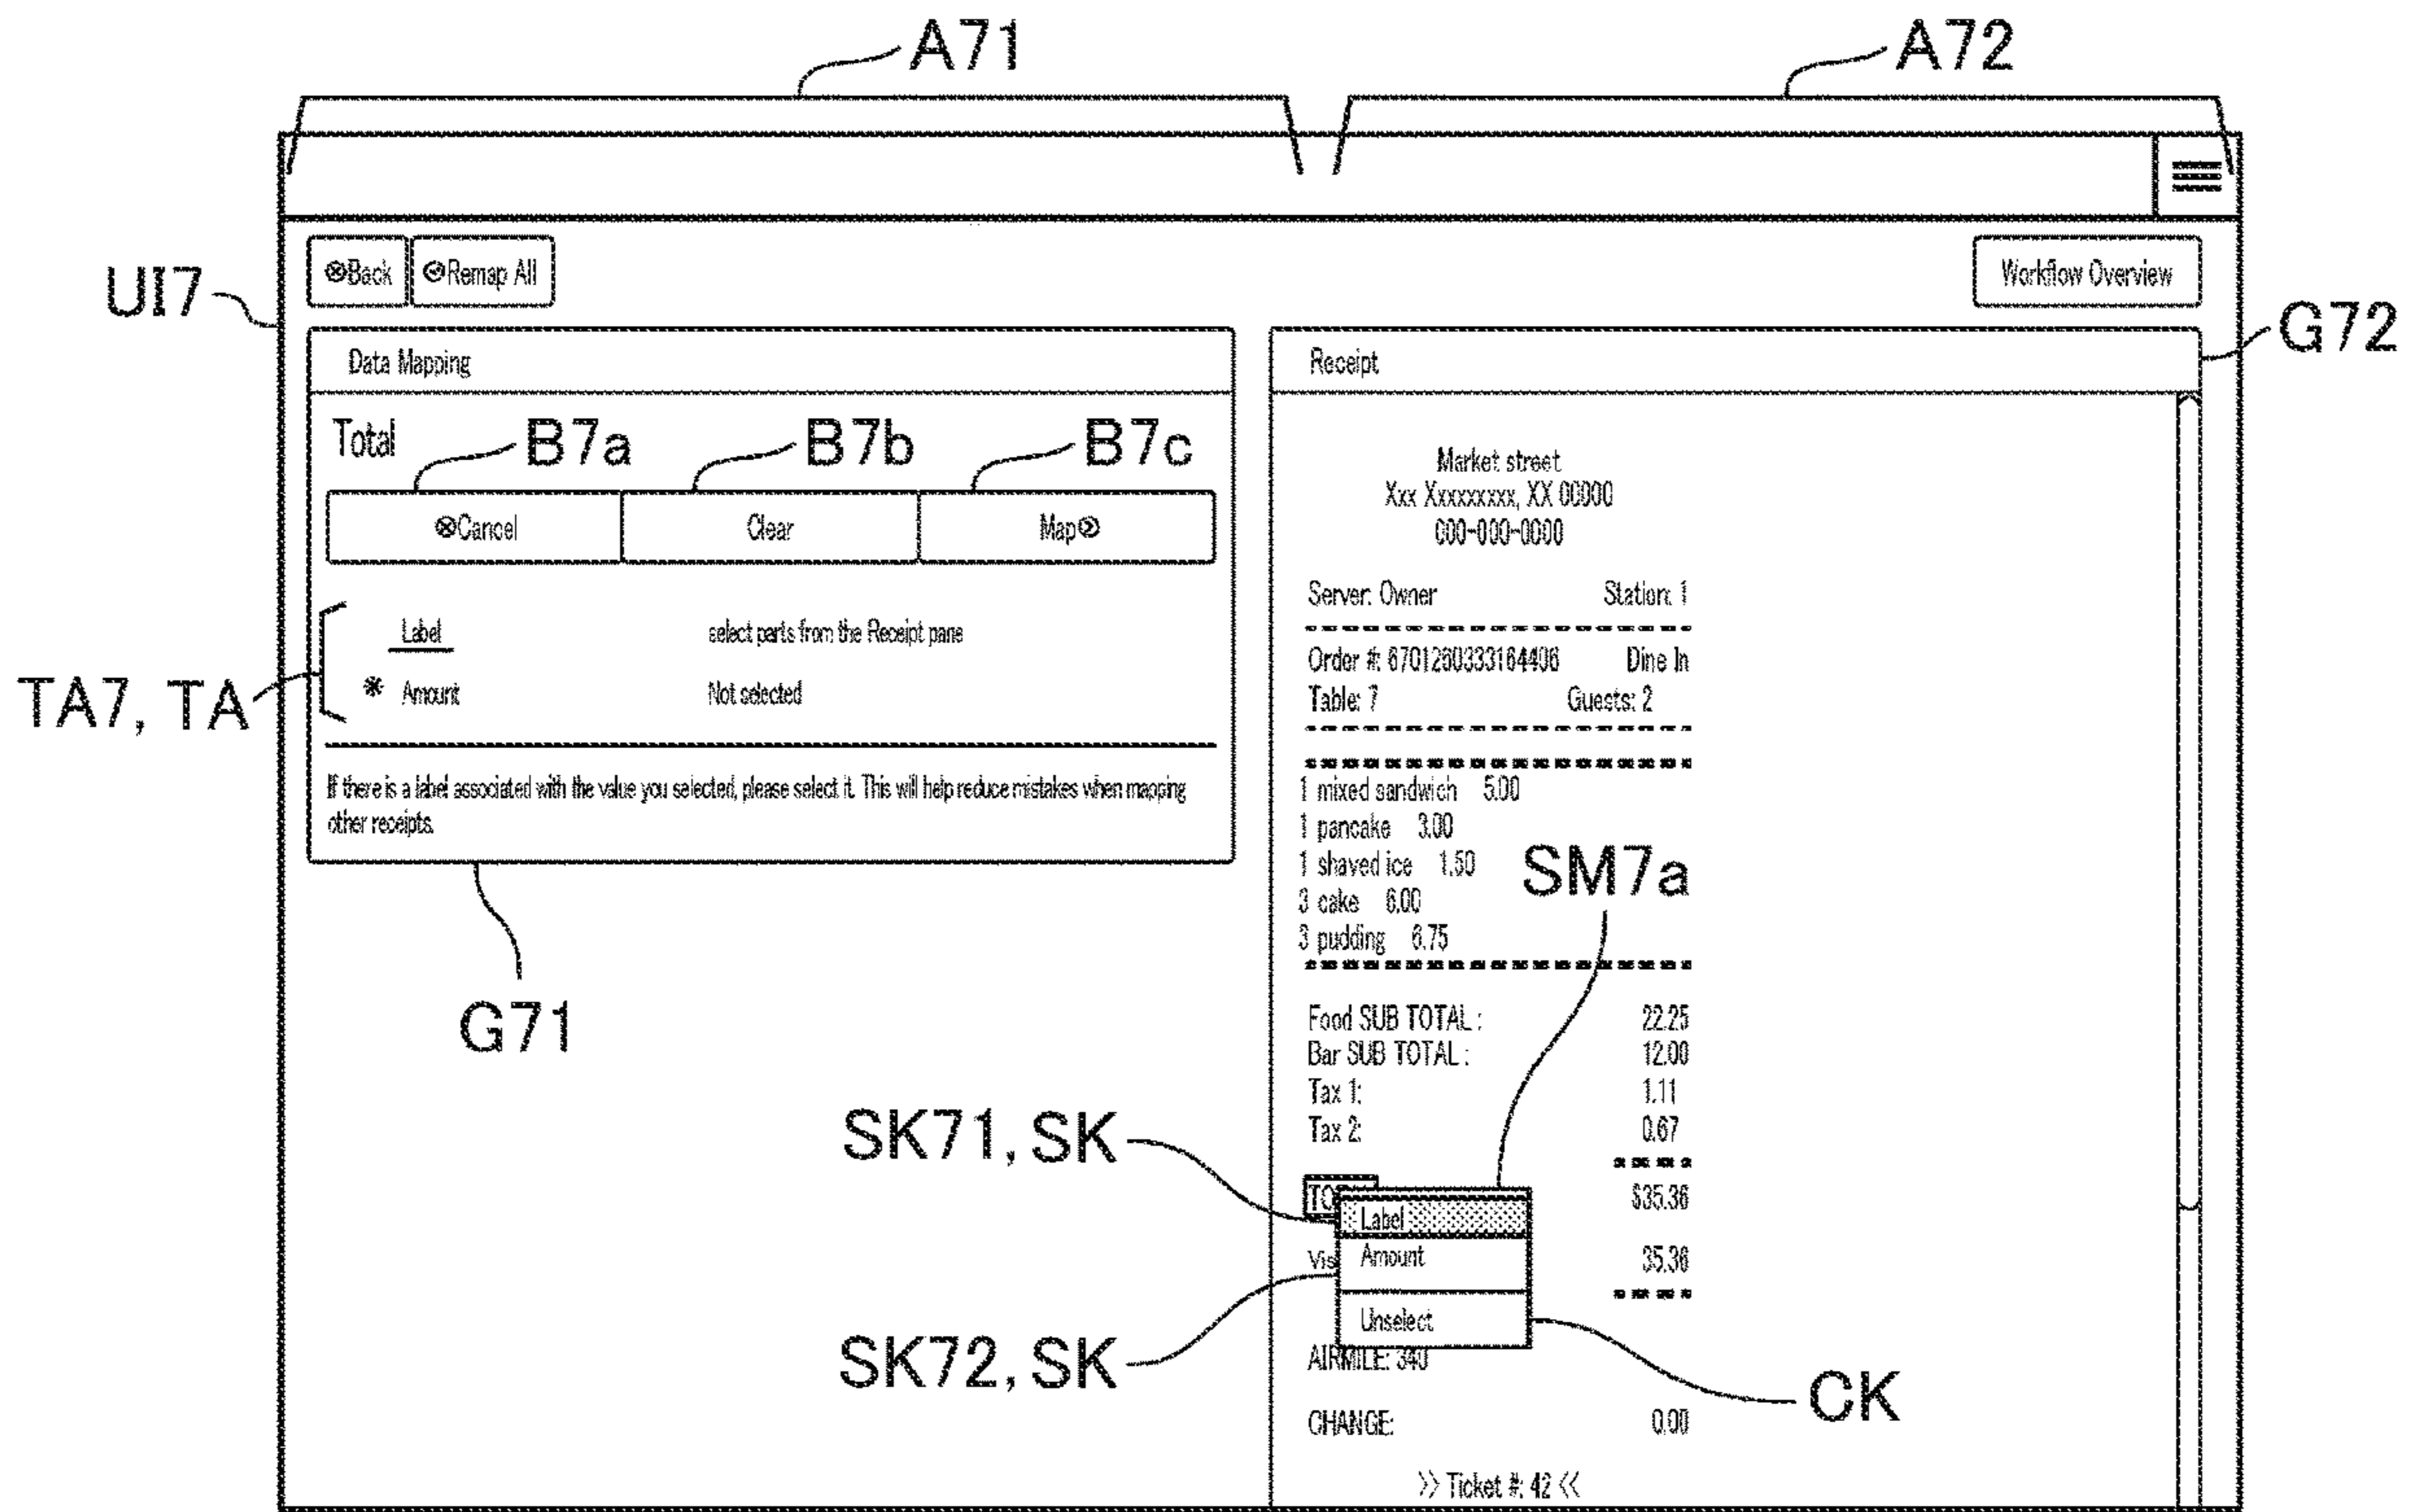 A71 A72
UI7
Back Remap All Workflow Overview
G72
Data Mapping
Total
B7a B7b B7c
Cancel Clear Map
Label select parts from the Receipt pane
* Amount Not selected
TA7, TA
If there is a label associated with the value you selected, please select it. This will help reduce mistakes when mapping
other receipts.
G71
Receipt
Market street
Xxx Xxxxxxxxx, XX 00000
000-000-0000
Server: Owner Station: 1
Order #: 6701260333164406 Dine In
Table: 7 Guests: 2
1 mixed sandwich 5.00
1 pancake 3.00
1 shaved ice 1.50
3 cake 6.00
3 pudding 6.75
SM7a
Food SUB TOTAL : 22.25
Bar SUB TOTAL : 12.00
Tax 1: 1.11
Tax 2: 0.67
SK71, SK
TO $35.36
Label
Vis Amount 35.36
Unselect
SK72, SK
CK
AIRMILE: 340
CHANGE: 0.00
>> Ticket #: 42 <<